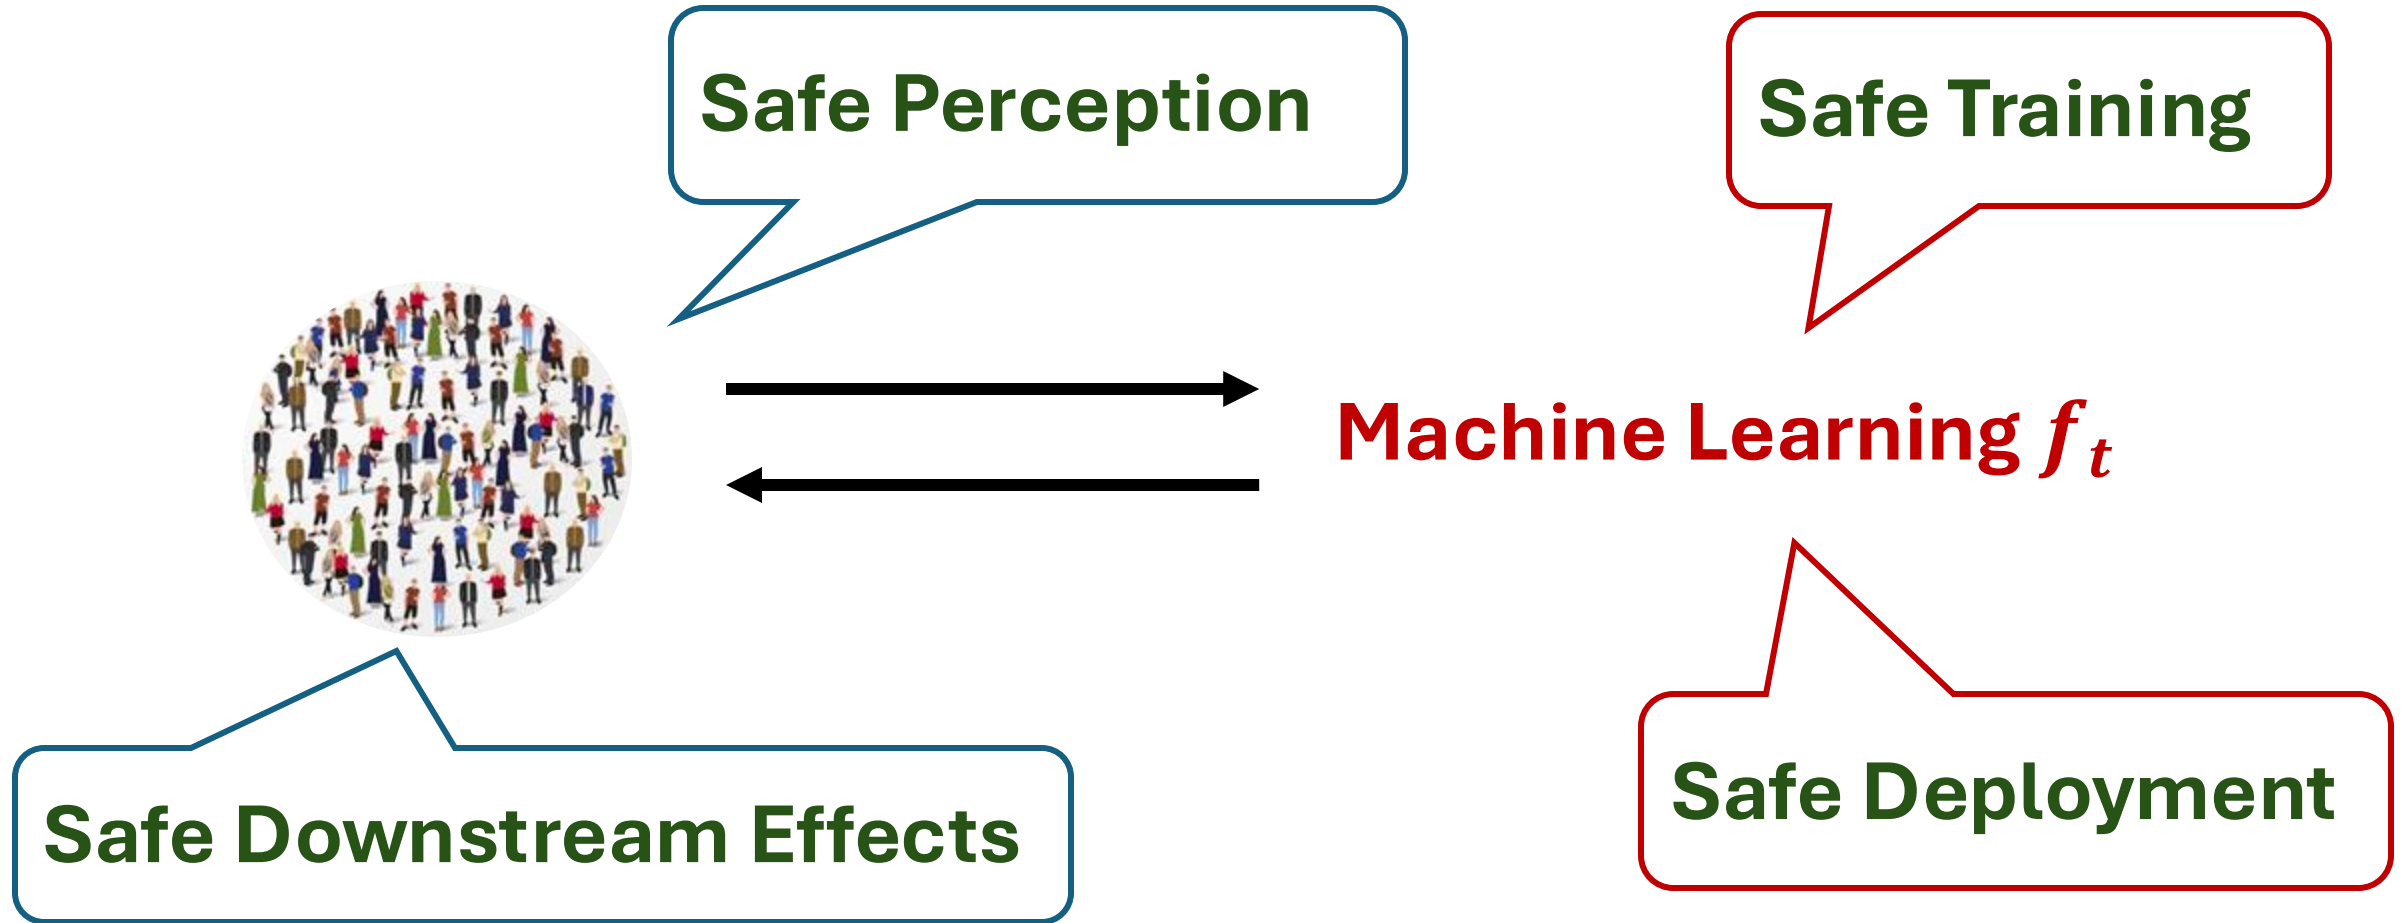 Safe Perception
Safe Training
Machine Learning f_t
Safe Downstream Effects
Safe Deployment